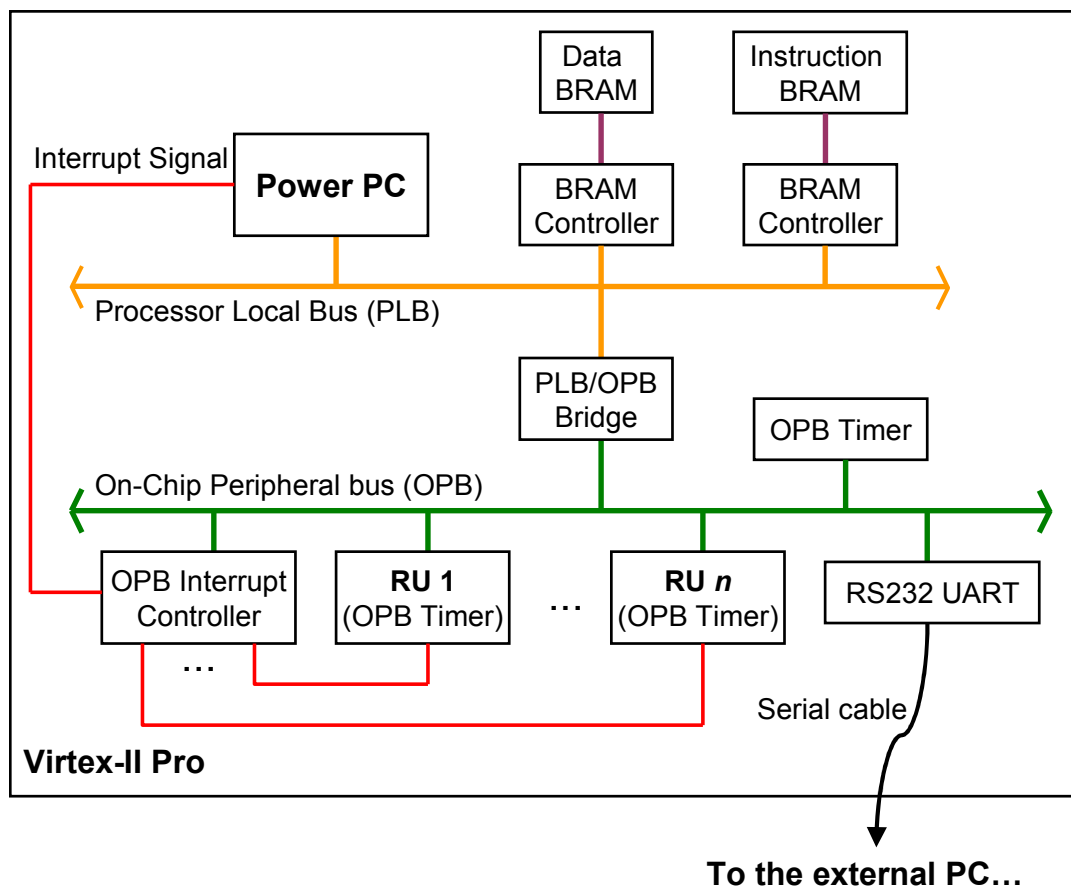 Data
BRAM
Instruction
BRAM
Interrupt Signal
Power PC
BRAM
Controller
BRAM
Controller
Processor Local Bus (PLB)
PLB/OPB
Bridge
OPB Timer
On-Chip Peripheral bus (OPB)
OPB Interrupt
Controller
RU 1
(OPB Timer)
...
RU n
(OPB Timer)
RS232 UART
...
Serial cable
Virtex-II Pro
To the external PC...